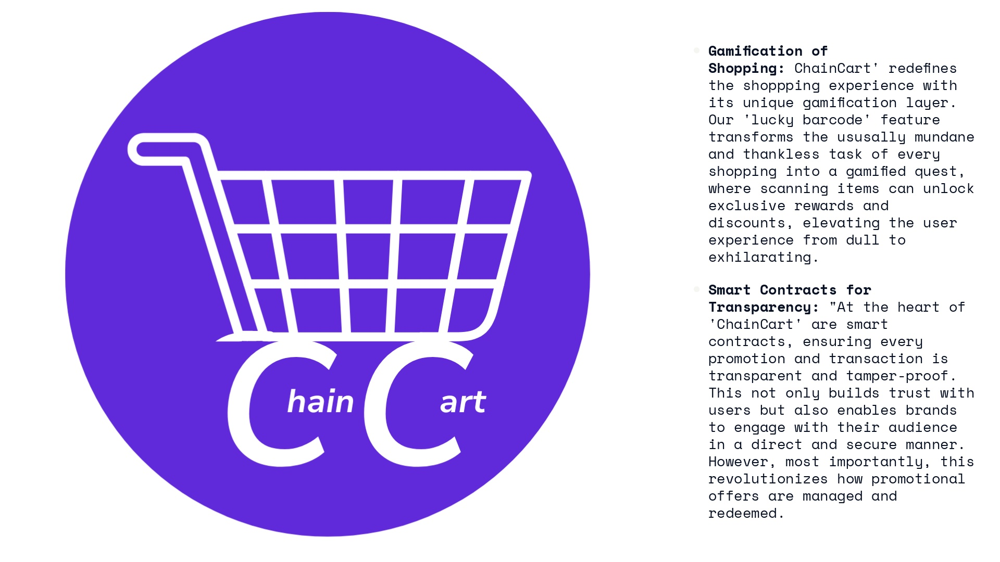 Chain Cart
Gamification of
Shopping: ChainCart' redefines
the shoppping experience with
its unique gamification layer.
Our 'lucky barcode' feature
transforms the ususally mundane
and thankless task of every
shopping into a gamified quest,
where scanning items can unlock
exclusive rewards and
discounts, elevating the user
experience from dull to
exhilarating.
Smart Contracts for
Transparency: "At the heart of
'ChainCart' are smart
contracts, ensuring every
promotion and transaction is
transparent and tamper-proof.
This not only builds trust with
users but also enables brands
to engage with their audience
in a direct and secure manner.
However, most importantly, this
revolutionizes how promotional
offers are managed and
redeemed.